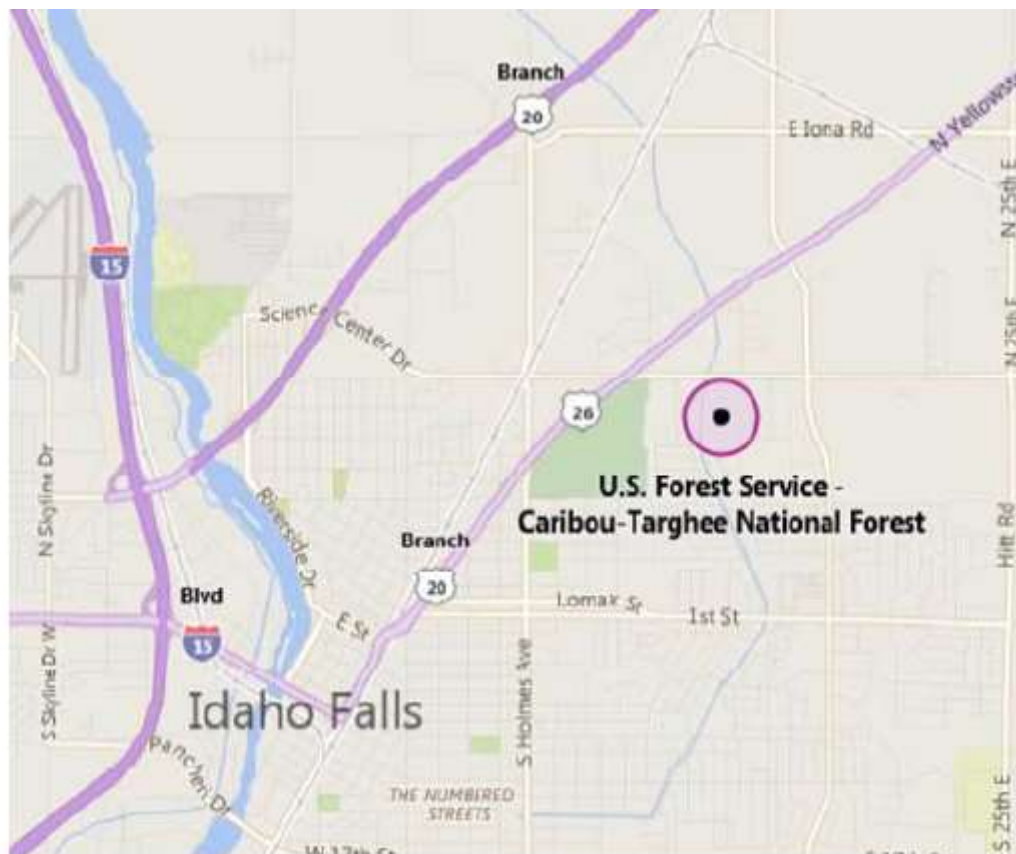 Branch
20
E Iona Rd
N Yellowst
N 25th E
15
Science Center Dr
N 25th E
26
U.S. Forest Service -
Caribou-Targhee National Forest
N Skyline Dr
Riverside Dr
Branch
20
Hitt Rd
Blvd
Lomax St
1st St
E St
15
S Skyline Dr W
Idaho Falls
S Holmes Ave
Pancheri Dr
THE NUMBERED
STREETS
S 25th E
W 17th St